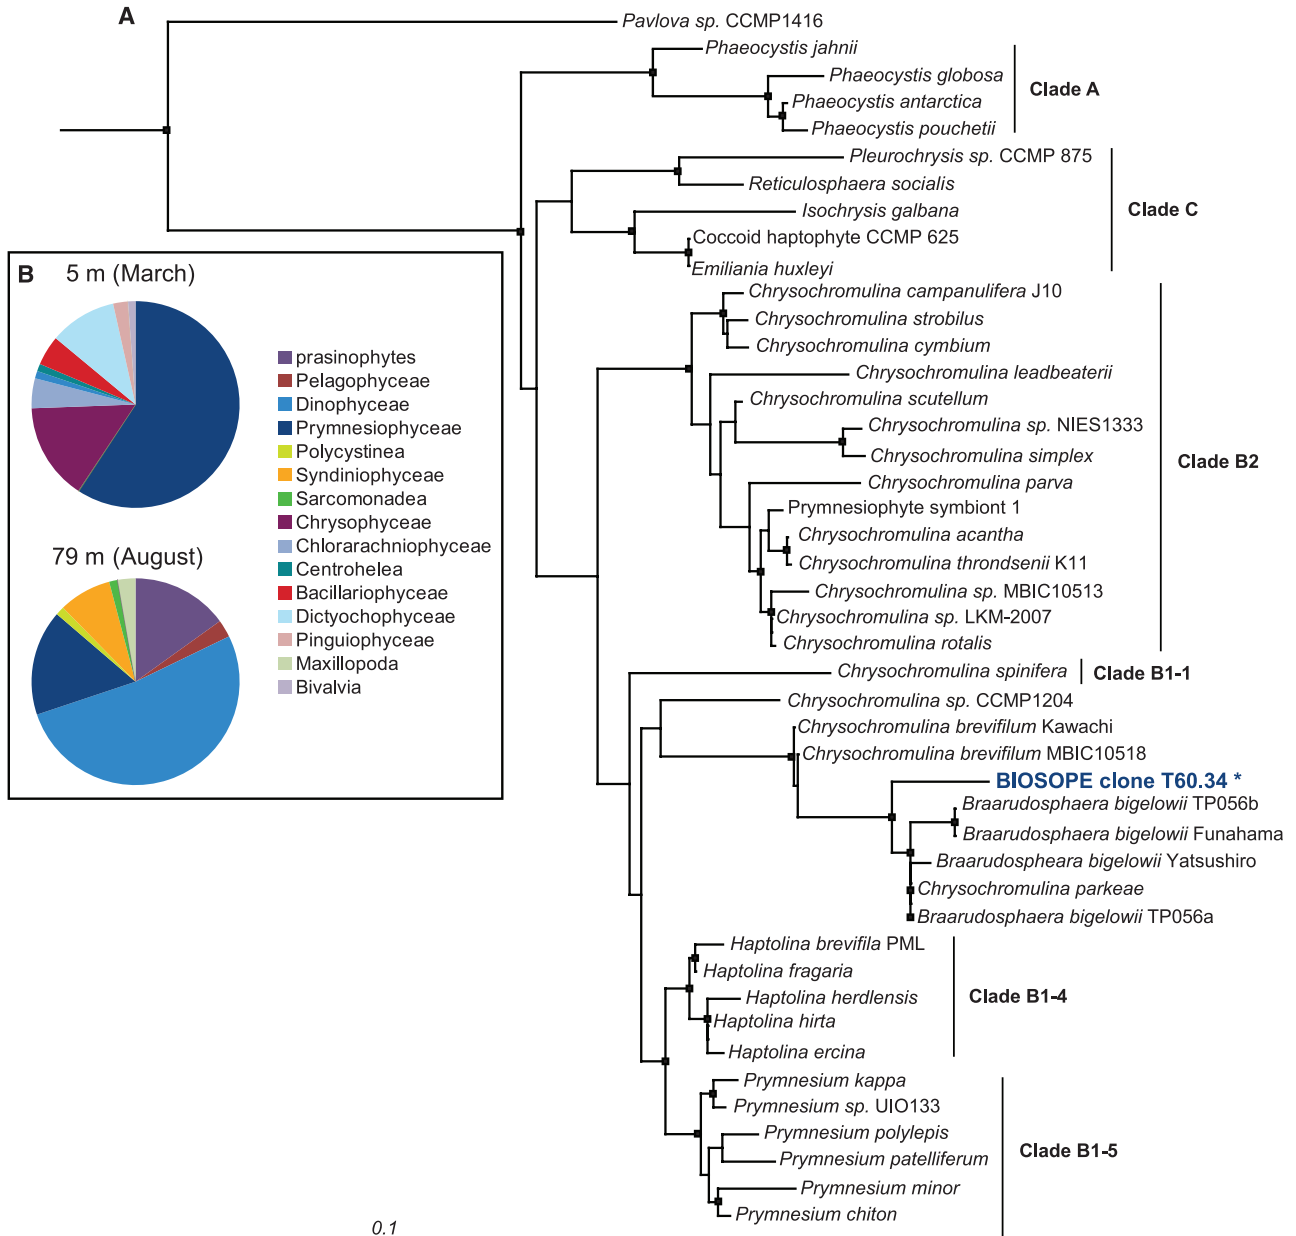 A
Pavlova sp. CCMP1416
Phaeocystis jahnii
Phaeocystis globosa
Phaeocystis antarctica
Phaeocystis pouchetii
Clade A
Pleurochrysis sp. CCMP 875
Reticulosphaera socialis
Isochrysis galbana
Coccoid haptophyte CCMP 625
Emiliania huxleyi
Clade C
Chrysochromulina campanulifera J10
Chrysochromulina strobilus
Chrysochromulina cymbium
Chrysochromulina leadbeaterii
Chrysochromulina scutellum
Chrysochromulina sp. NIES1333
Chrysochromulina simplex
Chrysochromulina parva
Prymnesiophyte symbiont 1
Chrysochromulina acantha
Chrysochromulina throndsenii K11
Chrysochromulina sp. MBIC10513
Chrysochromulina sp. LKM-2007
Chrysochromulina rotalis
Clade B2
Chrysochromulina spinifera
Clade B1-1
Chrysochromulina sp. CCMP1204
Chrysochromulina brevifilum Kawachi
Chrysochromulina brevifilum MBIC10518
BIOSOPE clone T60.34 *
Braarudosphaera bigelowii TP056b
Braarudosphaera bigelowii Funahama
Braarudospheara bigelowii Yatsushiro
Chrysochromulina parkeae
Braarudosphaera bigelowii TP056a
Haptolina brevifila PML
Haptolina fragaria
Haptolina herdlensis
Haptolina hirta
Haptolina ercina
Clade B1-4
Prymnesium kappa
Prymnesium sp. UIO133
Prymnesium polylepis
Prymnesium patelliferum
Prymnesium minor
Prymnesium chiton
Clade B1-5
0.1
B
5 m (March)
79 m (August)
prasinophytes
Pelagophyceae
Dinophyceae
Prymnesiophyceae
Polycystinea
Syndiniophyceae
Sarcomonadea
Chrysophyceae
Chlorarachniophyceae
Centrohelea
Bacillariophyceae
Dictyochophyceae
Pinguiophyceae
Maxillopoda
Bivalvia